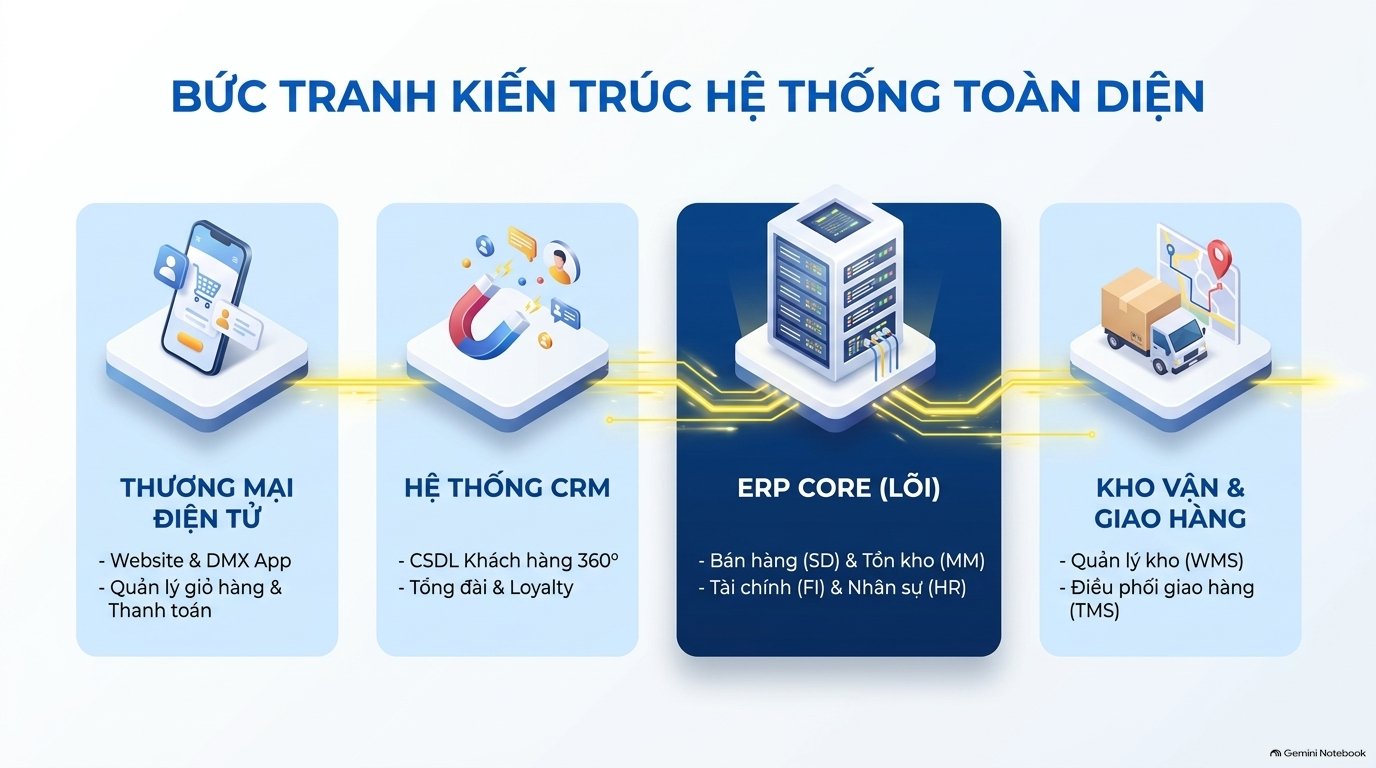 BỨC TRANH KIẾN TRÚC HỆ THỐNG TOÀN DIỆN
THƯƠNG MẠI
ĐIỆN TỬ
- Website & DMX App
- Quản lý giỏ hàng &
Thanh toán
HỆ THỐNG CRM
- CSDL Khách hàng 360º
- Tổng đài & Loyalty
ERP CORE (LÕI)
- Bán hàng (SD) & Tồn kho (MM)
- Tài chính (FI) & Nhân sự (HR)
KHO VẬN &
GIAO HÀNG
- Quản lý kho (WMS)
- Điều phối giao hàng
(TMS)
Gemini Notebook